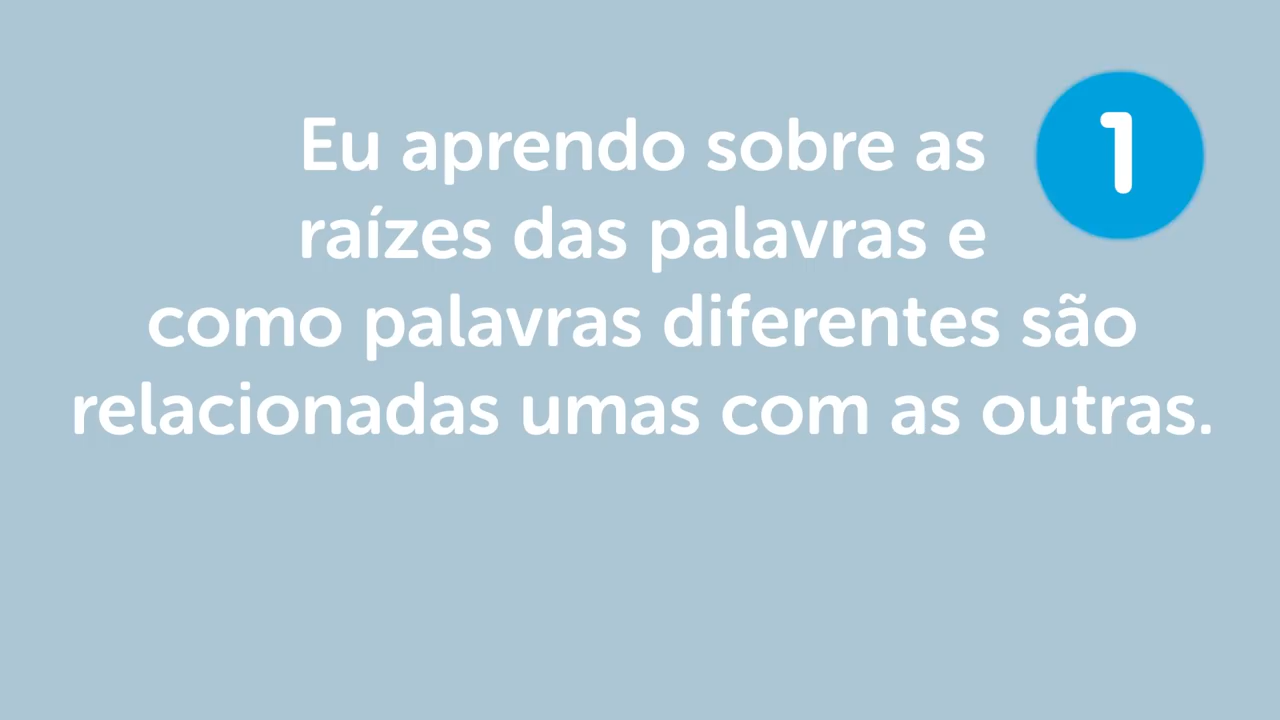 Eu aprendo sobre as
1
raízes das palavras e
como palavras diferentes são
relacionadas umas com as outras.